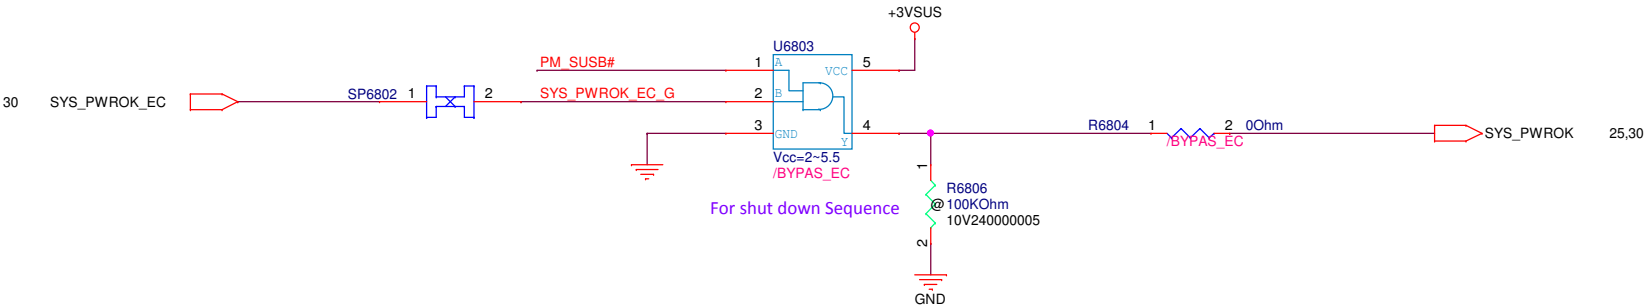 +3VSUS
U6803
PM_SUSB# 1 A VCC 5
30 SYS_PWROK_EC SP6802 1 2 SYS_PWROK_EC_G 2 B
3 GND Y 4 R6804 1 2 0Ohm SYS_PWROK 25,30
/BYPAS_EC
Vcc=2~5.5
/BYPAS_EC
1
R6806
For shut down Sequence @ 100KOhm
10V240000005
2
GND